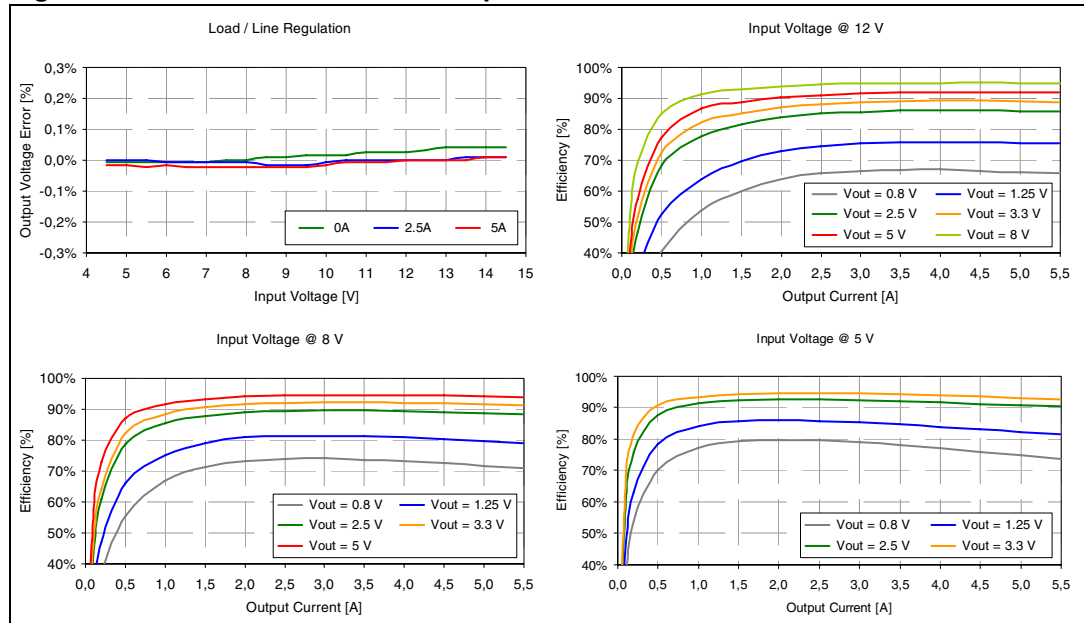 Load / Line Regulation
Output Voltage Error [%]
0,3%
0,2%
0,1%
0,0%
-0,1%
-0,2%
-0,3%
0A 2.5A 5A
4 5 6 7 8 9 10 11 12 13 14 15
Input Voltage [V]
Input Voltage @ 12 V
Efficiency [%]
100%
90%
80%
70%
60%
50%
40%
Vout = 0.8 V Vout = 1.25 V
Vout = 2.5 V Vout = 3.3 V
Vout = 5 V Vout = 8 V
0,0 0,5 1,0 1,5 2,0 2,5 3,0 3,5 4,0 4,5 5,0 5,5
Output Current [A]
Input Voltage @ 8 V
Efficiency [%]
100%
90%
80%
70%
60%
50%
40%
Vout = 0.8 V Vout = 1.25 V
Vout = 2.5 V Vout = 3.3 V
Vout = 5 V
0,0 0,5 1,0 1,5 2,0 2,5 3,0 3,5 4,0 4,5 5,0 5,5
Output Current [A]
Input Voltage @ 5 V
Efficiency [%]
100%
90%
80%
70%
60%
50%
40%
Vout = 0.8 V Vout = 1.25 V
Vout = 2.5 V Vout = 3.3 V
0,0 0,5 1,0 1,5 2,0 2,5 3,0 3,5 4,0 4,5 5,0 5,5
Output Current [A]